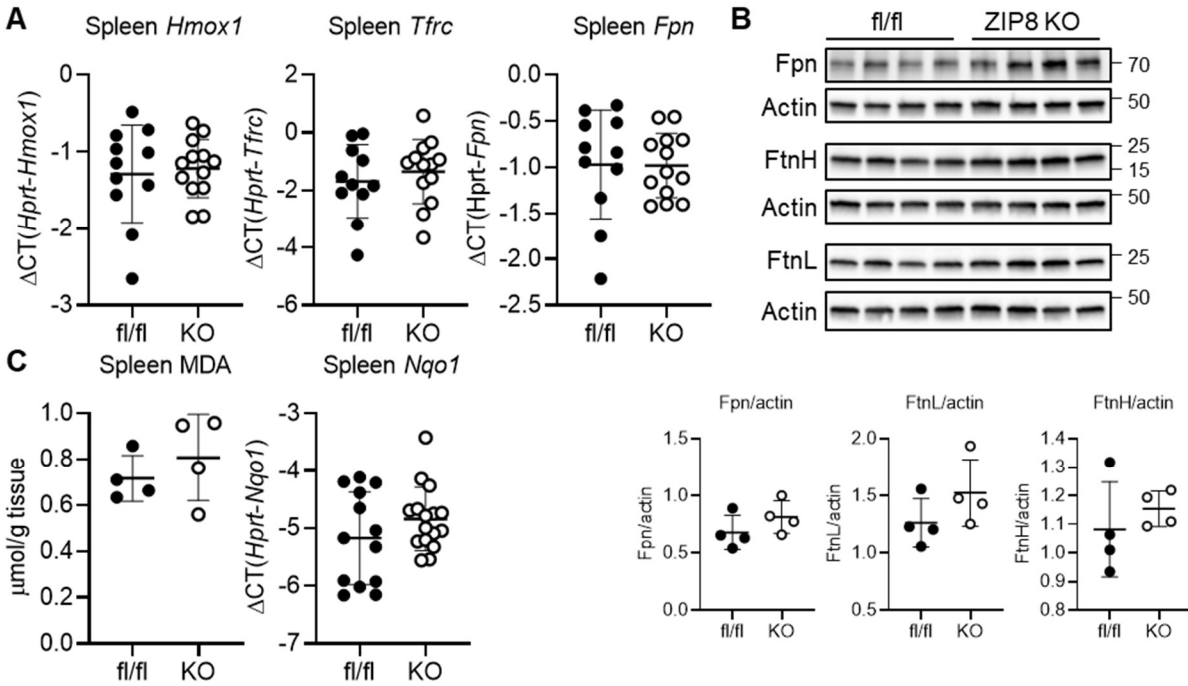 A
Spleen Hmox1
ΔCT(Hprt-Hmox1)
0
-1
-2
-3
fl/fl KO
Spleen Tfrc
ΔCT(Hprt-Tfrc)
2
0
-2
-4
-6
fl/fl KO
Spleen Fpn
ΔCT(Hprt-Fpn)
0.0
-0.5
-1.0
-1.5
-2.0
-2.5
fl/fl KO
B
fl/fl ZIP8 KO
Fpn 70
Actin 50
FtnH 25
15
Actin 50
FtnL 25
Actin 50
Fpn/actin
Fpn/actin
1.5
1.0
0.5
0.0
fl/fl KO
FtnL/actin
FtnL/actin
2.0
1.5
1.0
0.5
fl/fl KO
FtnH/actin
FtnH/actin
1.4
1.3
1.2
1.1
1.0
0.9
0.8
fl/fl KO
C
Spleen MDA
μmol/g tissue
1.0
0.8
0.6
0.4
0.2
0.0
fl/fl KO
Spleen Nqo1
ΔCT(Hprt-Nqo1)
-3
-4
-5
-6
-7
fl/fl KO